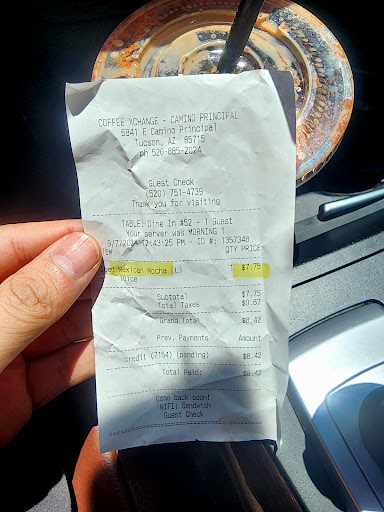 COFFEE XCHANGE - CAMINO PRINCIPAL
5841 E Camino Principal
Tucson, AZ 85715
ph 520-885-2024
Guest Check
(520) 751-4739
Thank you for visiting
TABLE: Dine In #52 - 1 Guest
Your server was MORNING 1
9/7/2024 12:43:25 PM - ID #: 1357348
ITEM QTY PRICE
Iced Mexican Mocha (L) $7.75
Subtotal $7.75
Total Taxes $0.67
Grand Total $8.42
Prev. Payments Amount
credit (7154) (pending) $8.42
Total Paid: $8.42
Come back soon!
WIFI: Sandwich
Guest Check